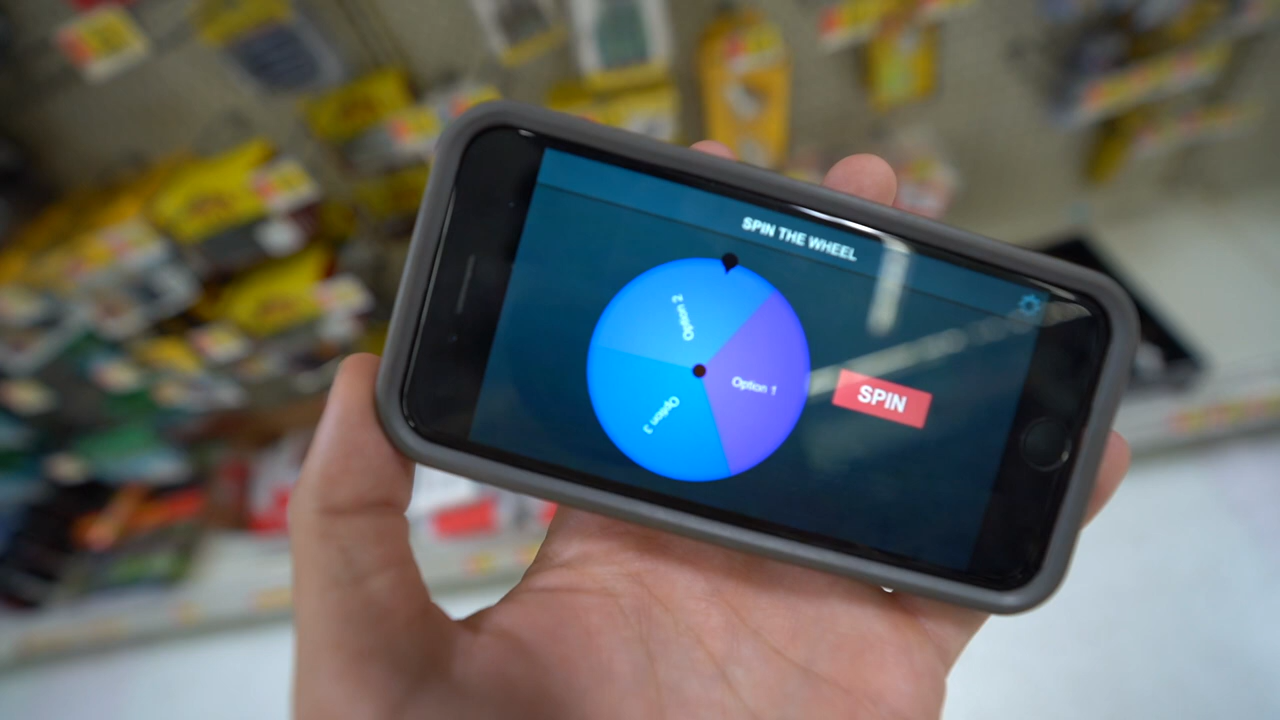 SPIN THE WHEEL
Option 2
Option 1
Option 3
SPIN